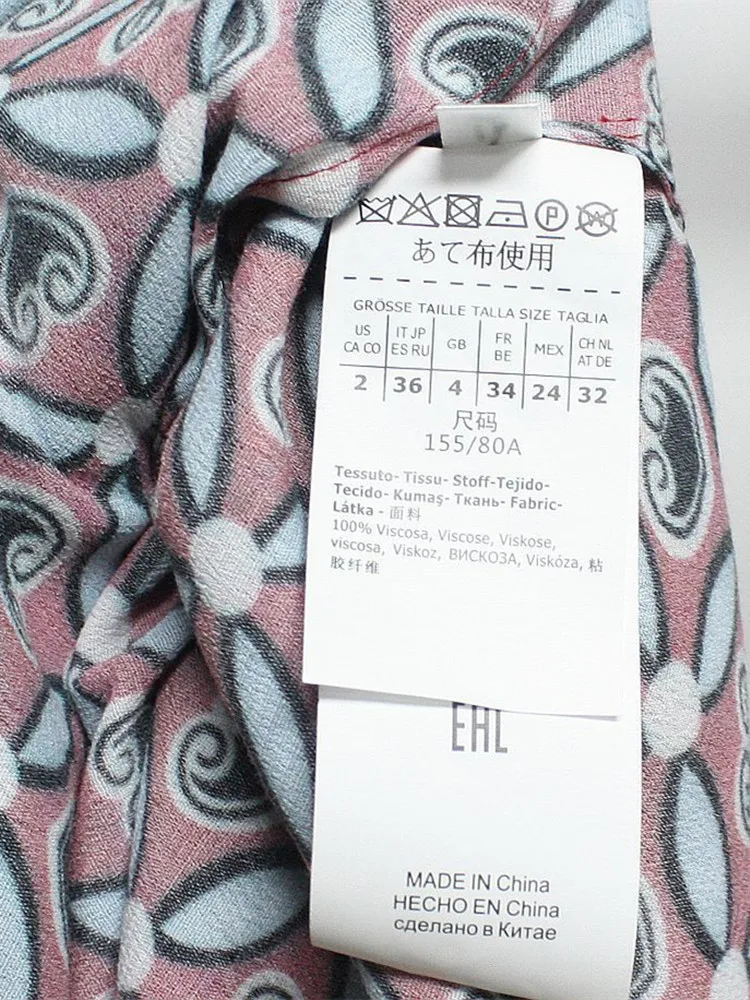 P
あて布使用
GRÖSSE TAILLE TALLA SIZE TAGLIA
US CA CO IT JP ES RU GB FR BE MEX CH NL AT DE
2 36 4 34 24 32
尺码
155/80A
Tessuto- Tissu- Stoff-Tejido-
Tecido- Kumaş- Ткань- Fabric-
Látka - 面料
100% Viscosa, Viscose, Viskose,
viscosa, Viskoz, ВИСКОЗА, Viskóza, 粘
胶纤维
EAC
MADE IN China
HECHO EN China
сделано в Китае